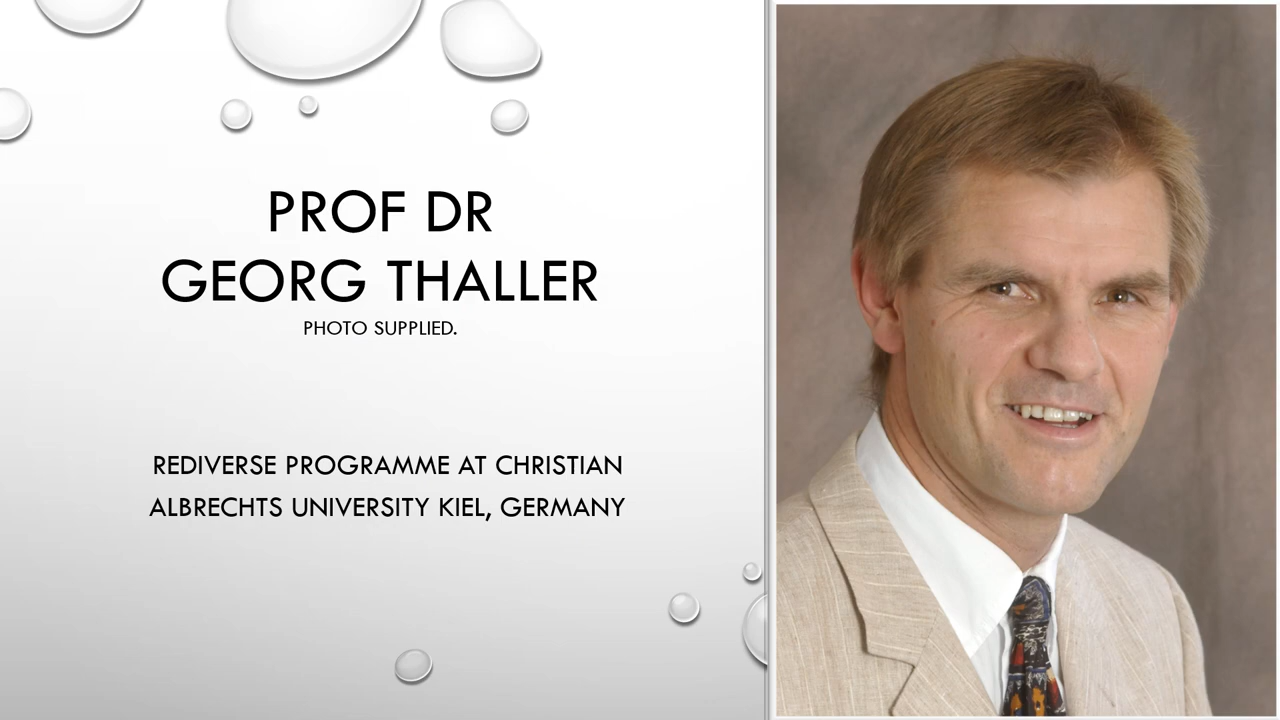 PROF DR
GEORG THALLER
PHOTO SUPPLIED.
REDIVERSE PROGRAMME AT CHRISTIAN
ALBRECHTS UNIVERSITY KIEL, GERMANY